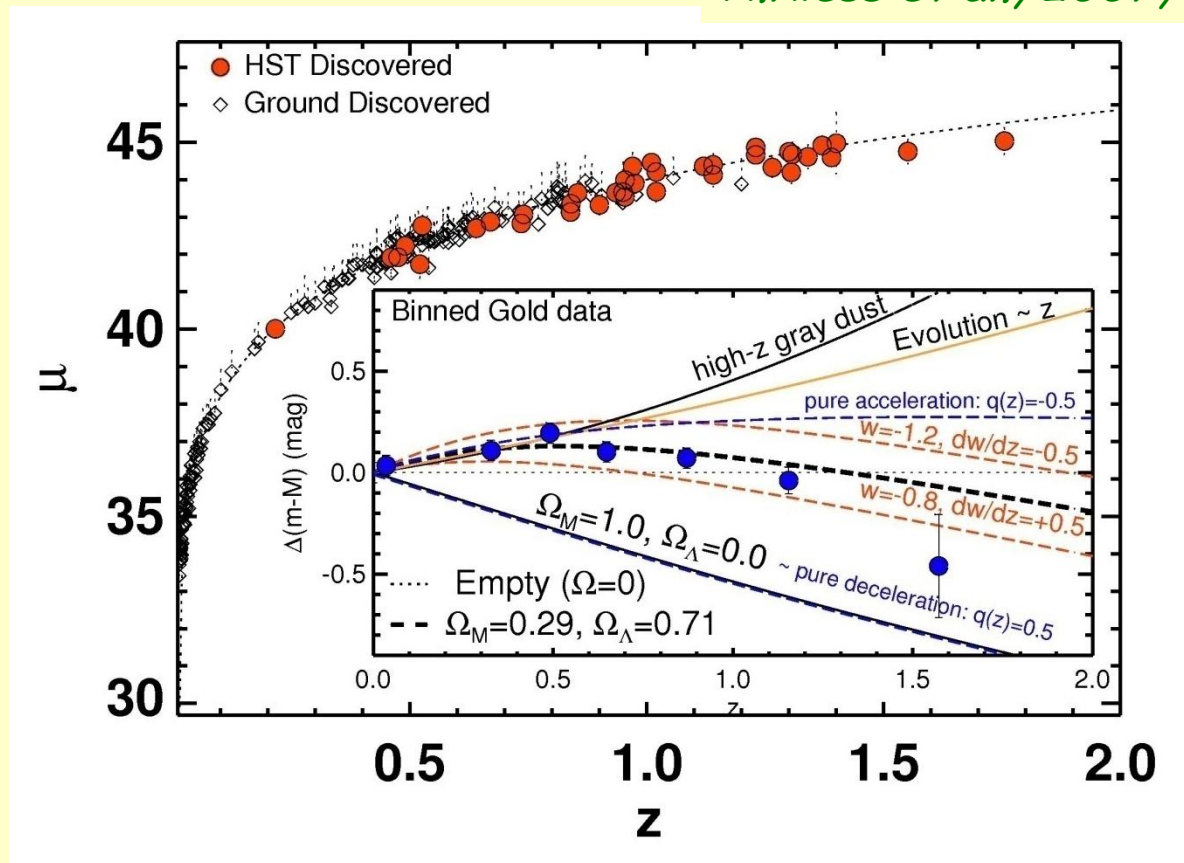 HST Discovered
Ground Discovered
45
40
35
30
μ
Binned Gold data
high-z gray dust
Evolution ~ z
pure acceleration: q(z)=-0.5
w=-1.2, dw/dz=-0.5
w=-0.8, dw/dz=+0.5
Δ(m-M) (mag)
0.5
0.0
-0.5
Ω_M=1.0, Ω_Λ=0.0
~ pure deceleration: q(z)=0.5
Empty (Ω=0)
Ω_M=0.29, Ω_Λ=0.71
0.0 0.5 1.0 1.5 2.0
z
0.5 1.0 1.5 2.0
z